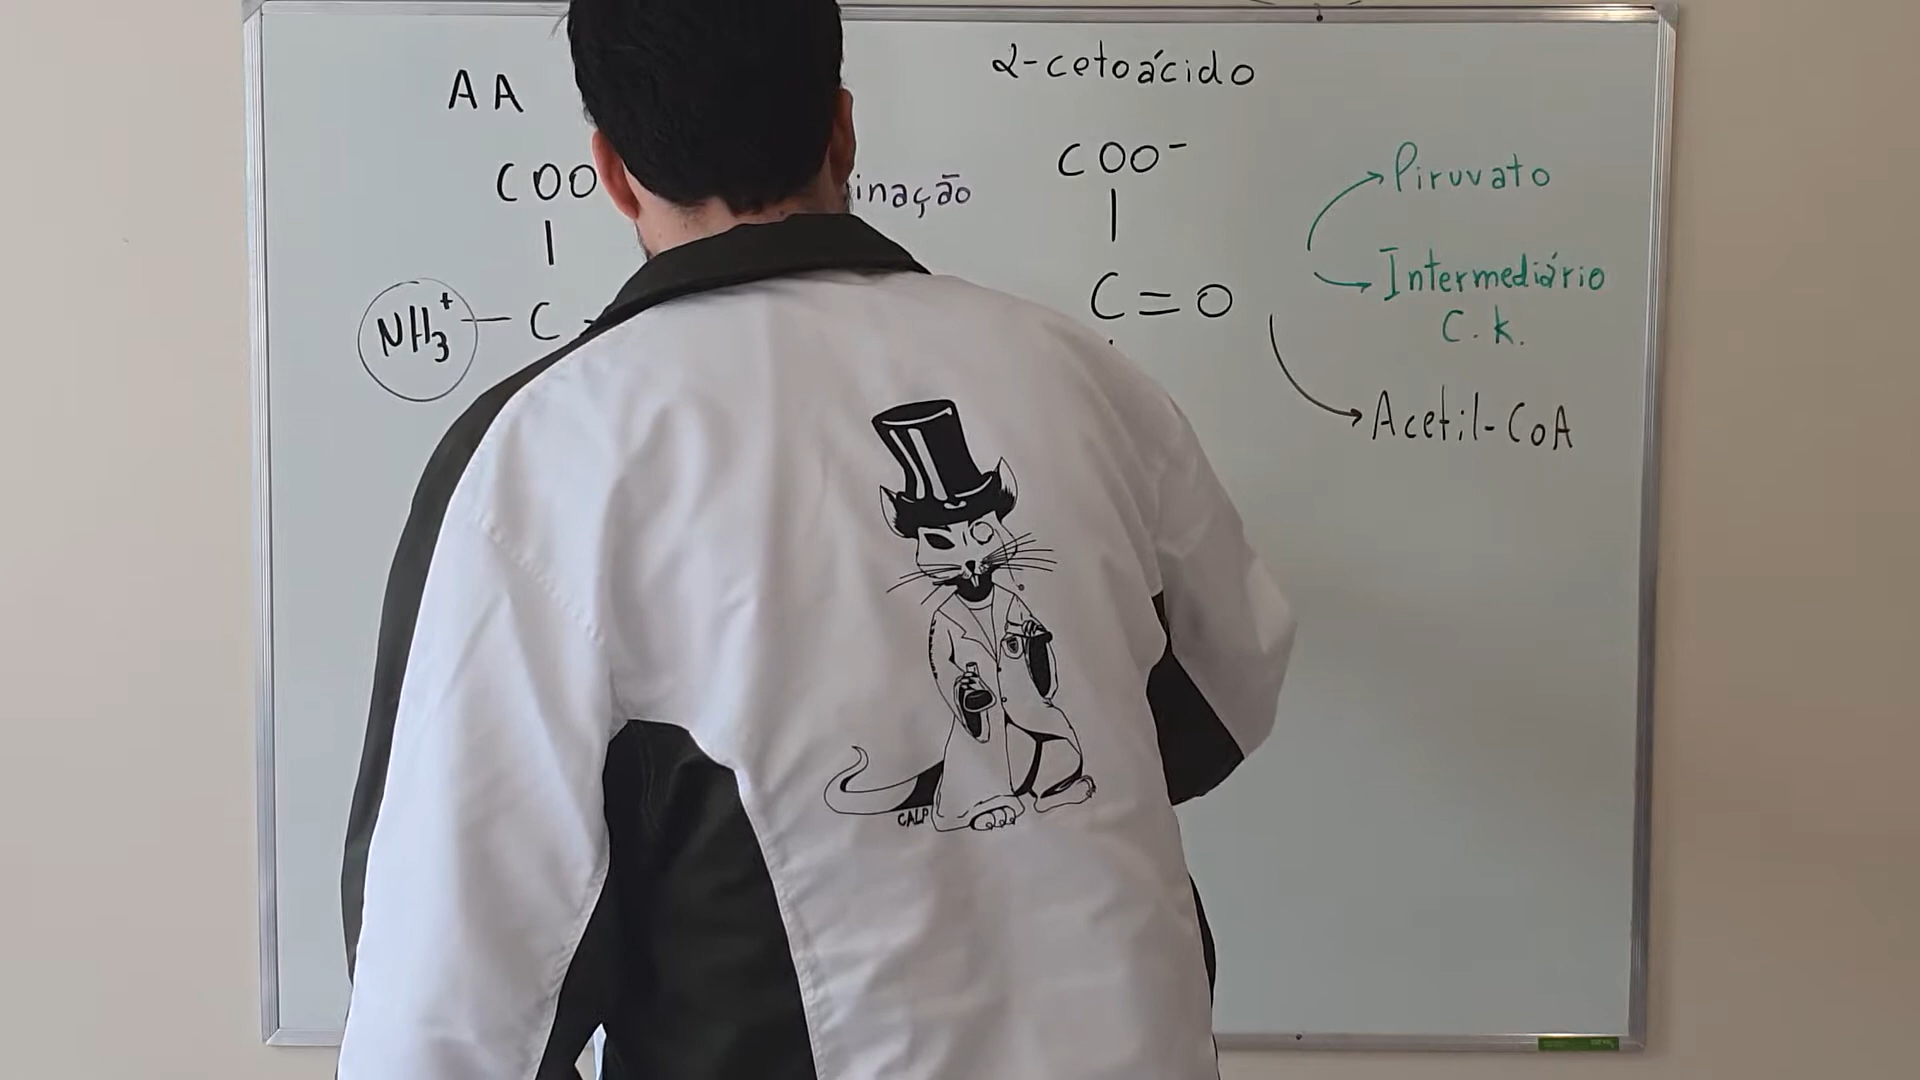 AA
COO
|
NH3+ — C -
inação
α-cetoácido
COO-
|
C=O
Piruvato
Intermediário
C.K.
Acetil-CoA
CALP